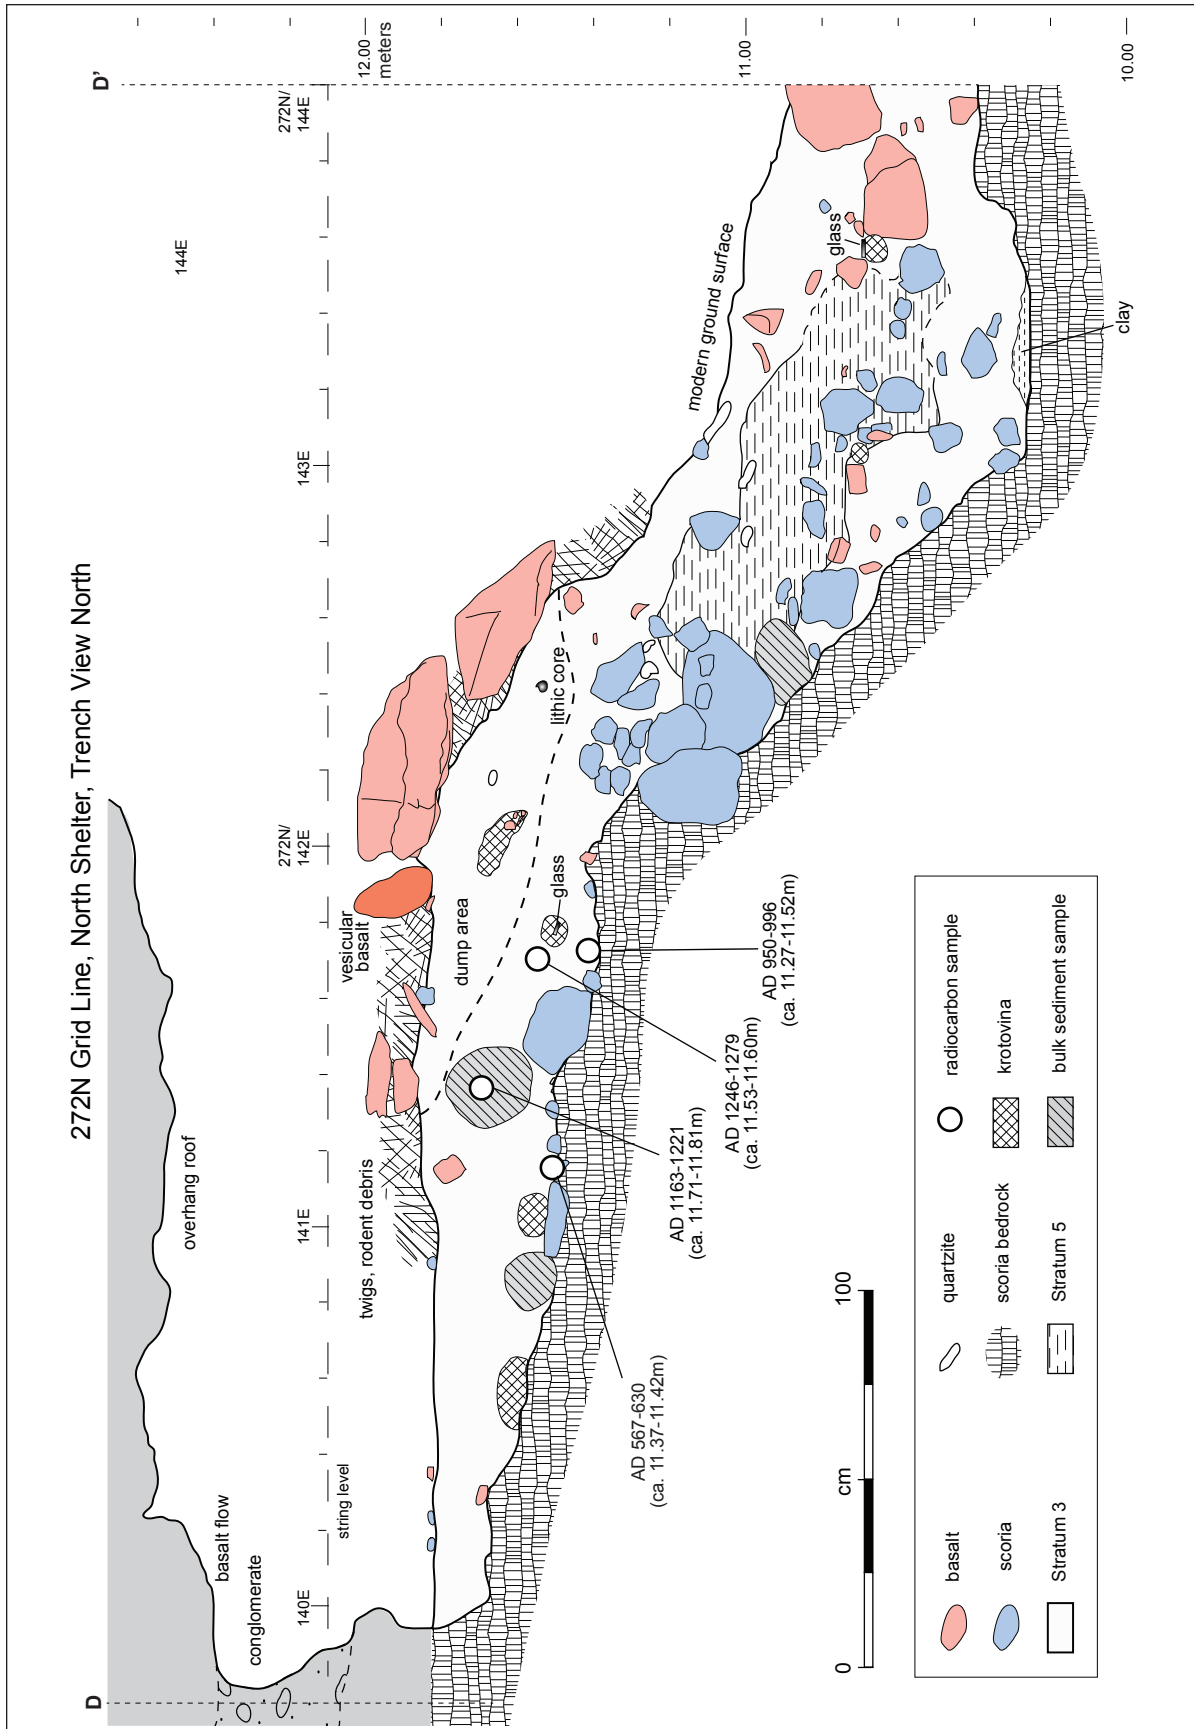 272N Grid Line, North Shelter, Trench View North
D
D'
12.00
meters
11.00
10.00
overhang roof
basalt flow
conglomerate
string level
140E
141E
272N/
142E
143E
144E
272N/
144E
twigs, rodent debris
vesicular
basalt
dump area
lithic core
glass
modern ground surface
glass
clay
AD 567-630
(ca. 11.37-11.42m)
AD 1163-1221
(ca. 11.71-11.81m)
AD 1246-1279
(ca. 11.53-11.60m)
AD 950-996
(ca. 11.27-11.52m)
0
cm
100
basalt
quartzite
radiocarbon sample
scoria
scoria bedrock
krotovina
Stratum 3
Stratum 5
bulk sediment sample